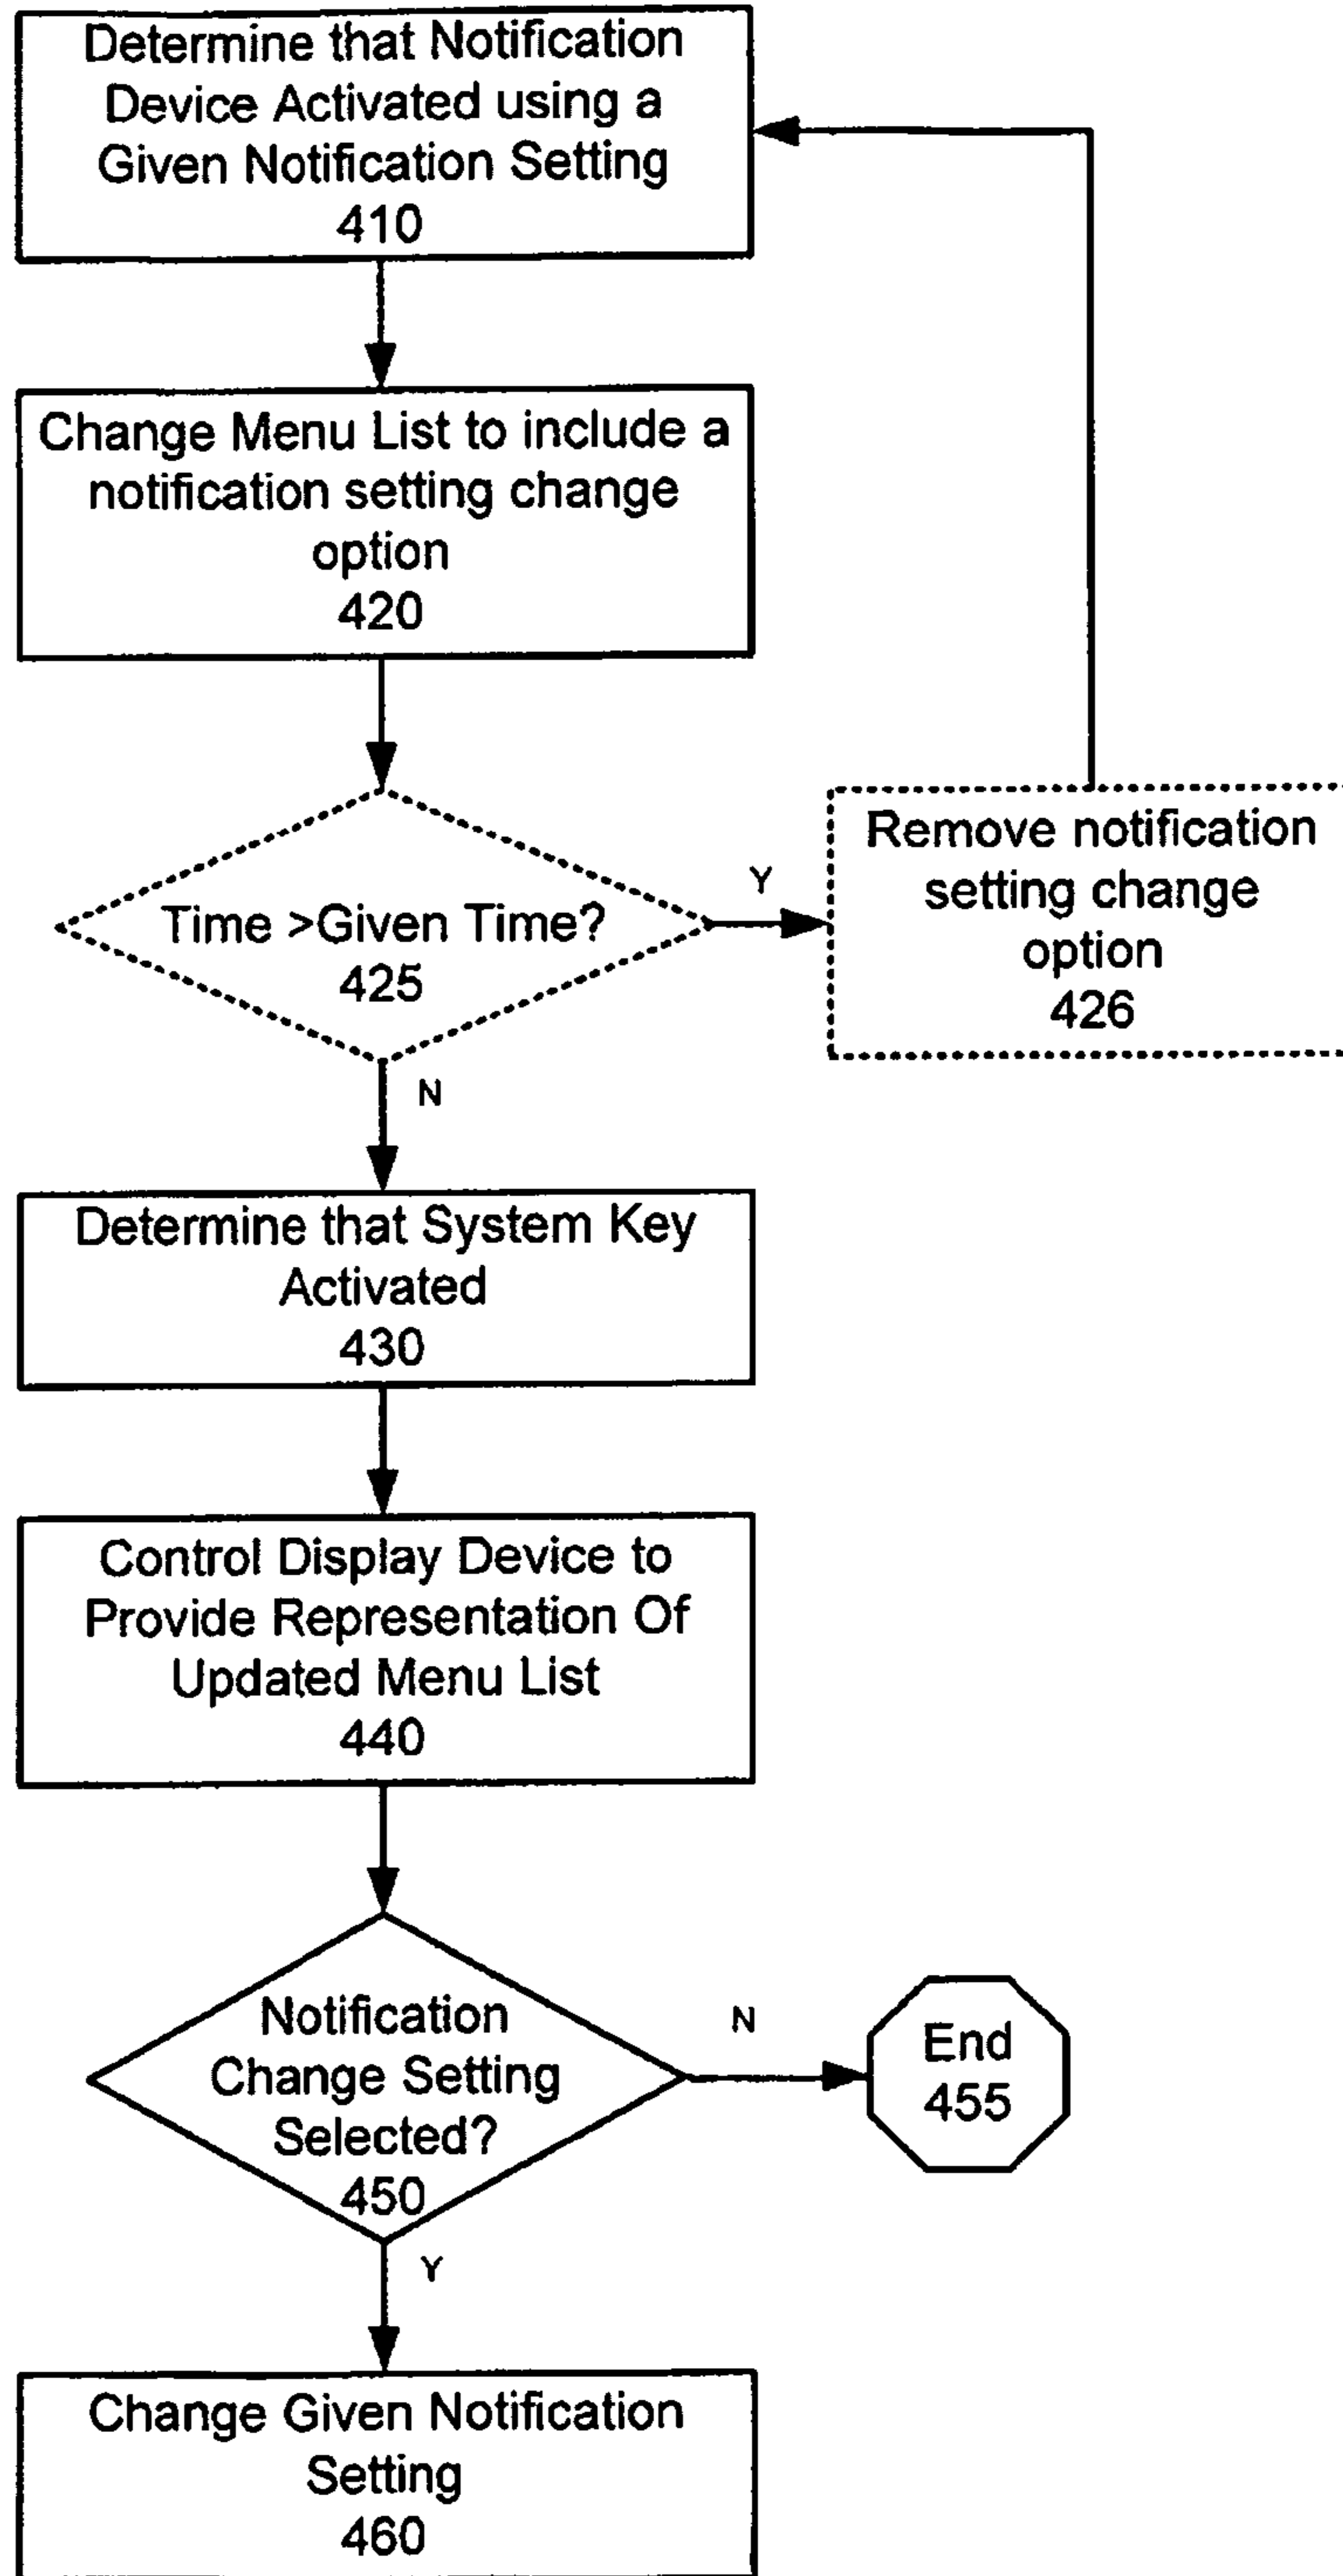 Determine that Notification
Device Activated using a
Given Notification Setting
410
Change Menu List to include a
notification setting change
option
420
Time >Given Time?
425
Y
Remove notification
setting change
option
426
N
Determine that System Key
Activated
430
Control Display Device to
Provide Representation Of
Updated Menu List
440
Notification
Change Setting
Selected?
450
N
End
455
Y
Change Given Notification
Setting
460